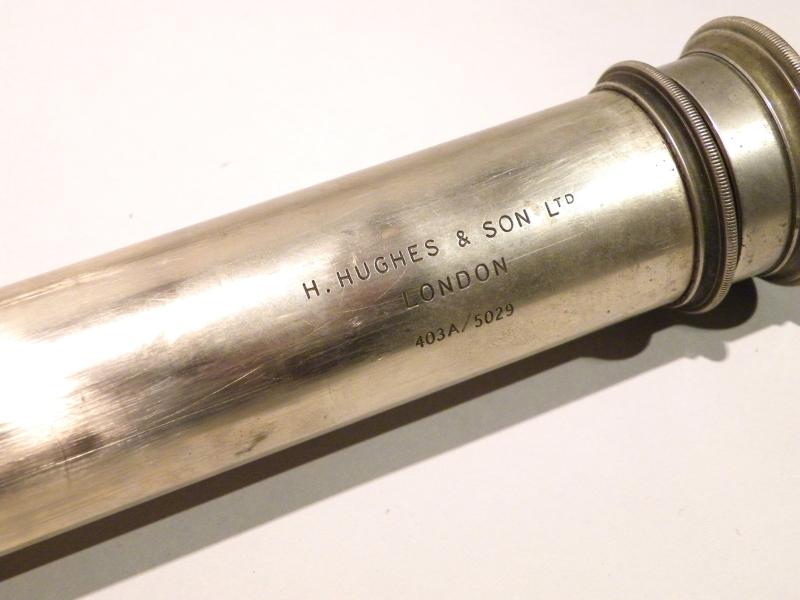 H. HUGHES & SON LTD
LONDON
403A/5029